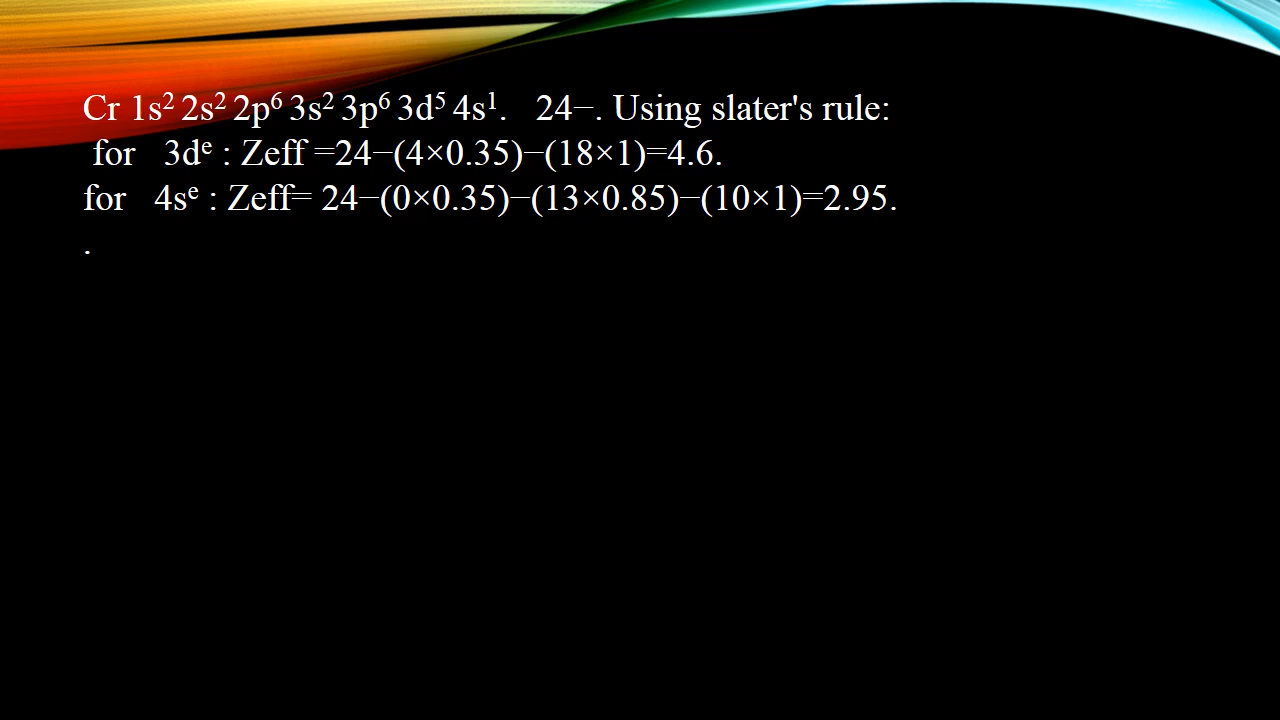 Cr 1s² 2s² 2p⁶ 3s² 3p⁶ 3d⁵ 4s¹. 24−. Using slater's rule:
for 3dᵉ : Zeff =24−(4×0.35)−(18×1)=4.6.
for 4sᵉ : Zeff= 24−(0×0.35)−(13×0.85)−(10×1)=2.95.
.